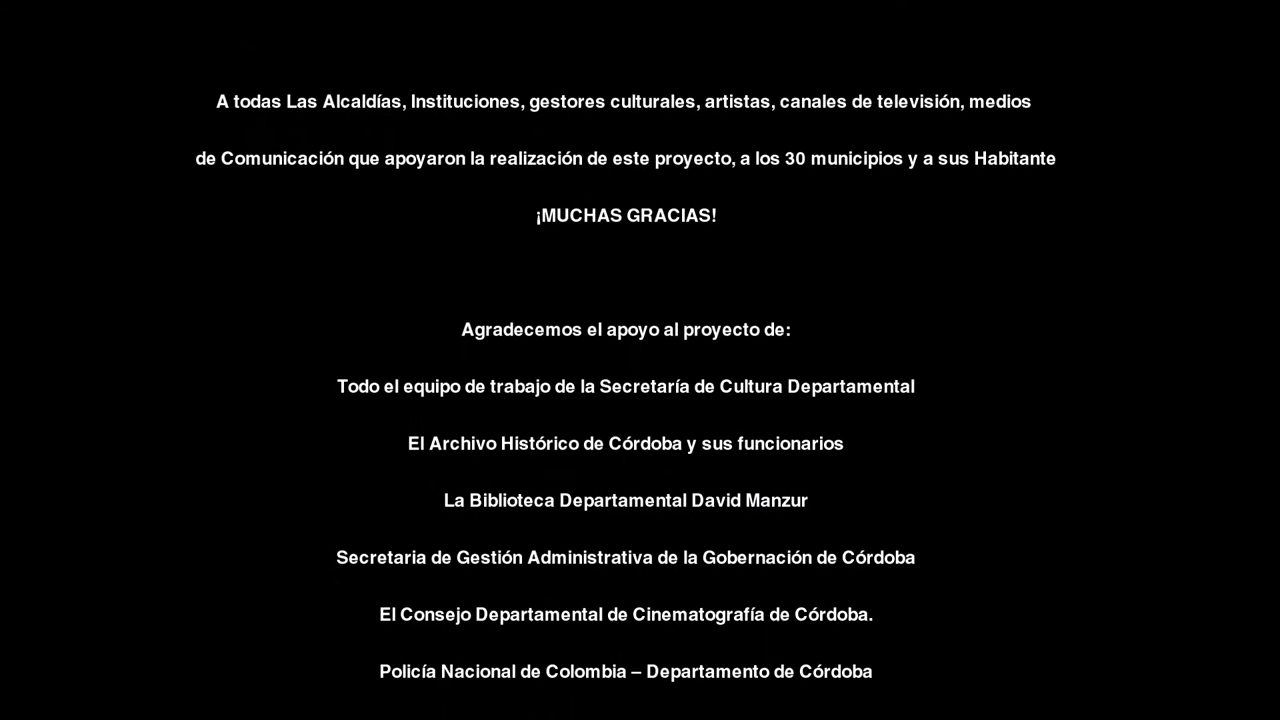 A todas Las Alcaldías, Instituciones, gestores culturales, artistas, canales de televisión, medios
de Comunicación que apoyaron la realización de este proyecto, a los 30 municipios y a sus Habitante
¡MUCHAS GRACIAS!
Agradecemos el apoyo al proyecto de:
Todo el equipo de trabajo de la Secretaría de Cultura Departamental
El Archivo Histórico de Córdoba y sus funcionarios
La Biblioteca Departamental David Manzur
Secretaria de Gestión Administrativa de la Gobernación de Córdoba
El Consejo Departamental de Cinematografía de Córdoba.
Policía Nacional de Colombia – Departamento de Córdoba